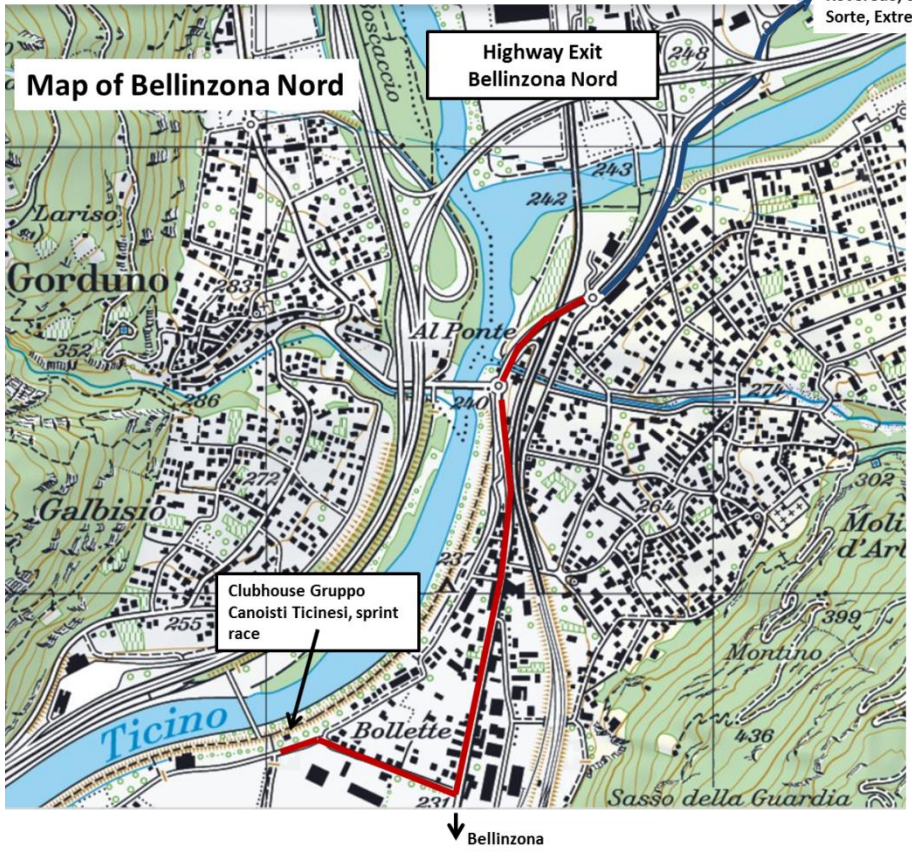 Sorte, Extre
Highway Exit
Bellinzona Nord
Map of Bellinzona Nord
Boscaccio
248
243
242
Lariso
Gorduno
283
352
Al Ponte
286
240
274
272
264
302
Galbisio
Moli
d'Ar
237
Clubhouse Gruppo
Canoisti Ticinesi, sprint
race
255
399
Montino
Ticino
Bollette
436
231
Sasso della Guardia
Bellinzona